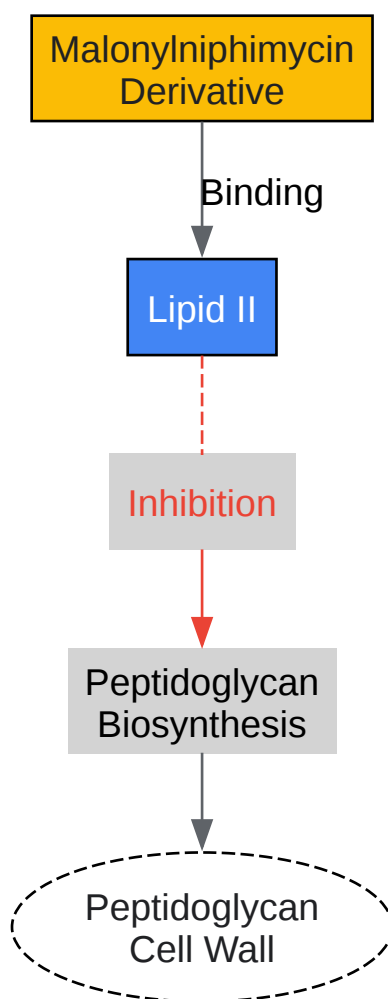 Malonylniphimycin
Derivative
Binding
Lipid II
Inhibition
Peptidoglycan
Biosynthesis
Peptidoglycan
Cell Wall